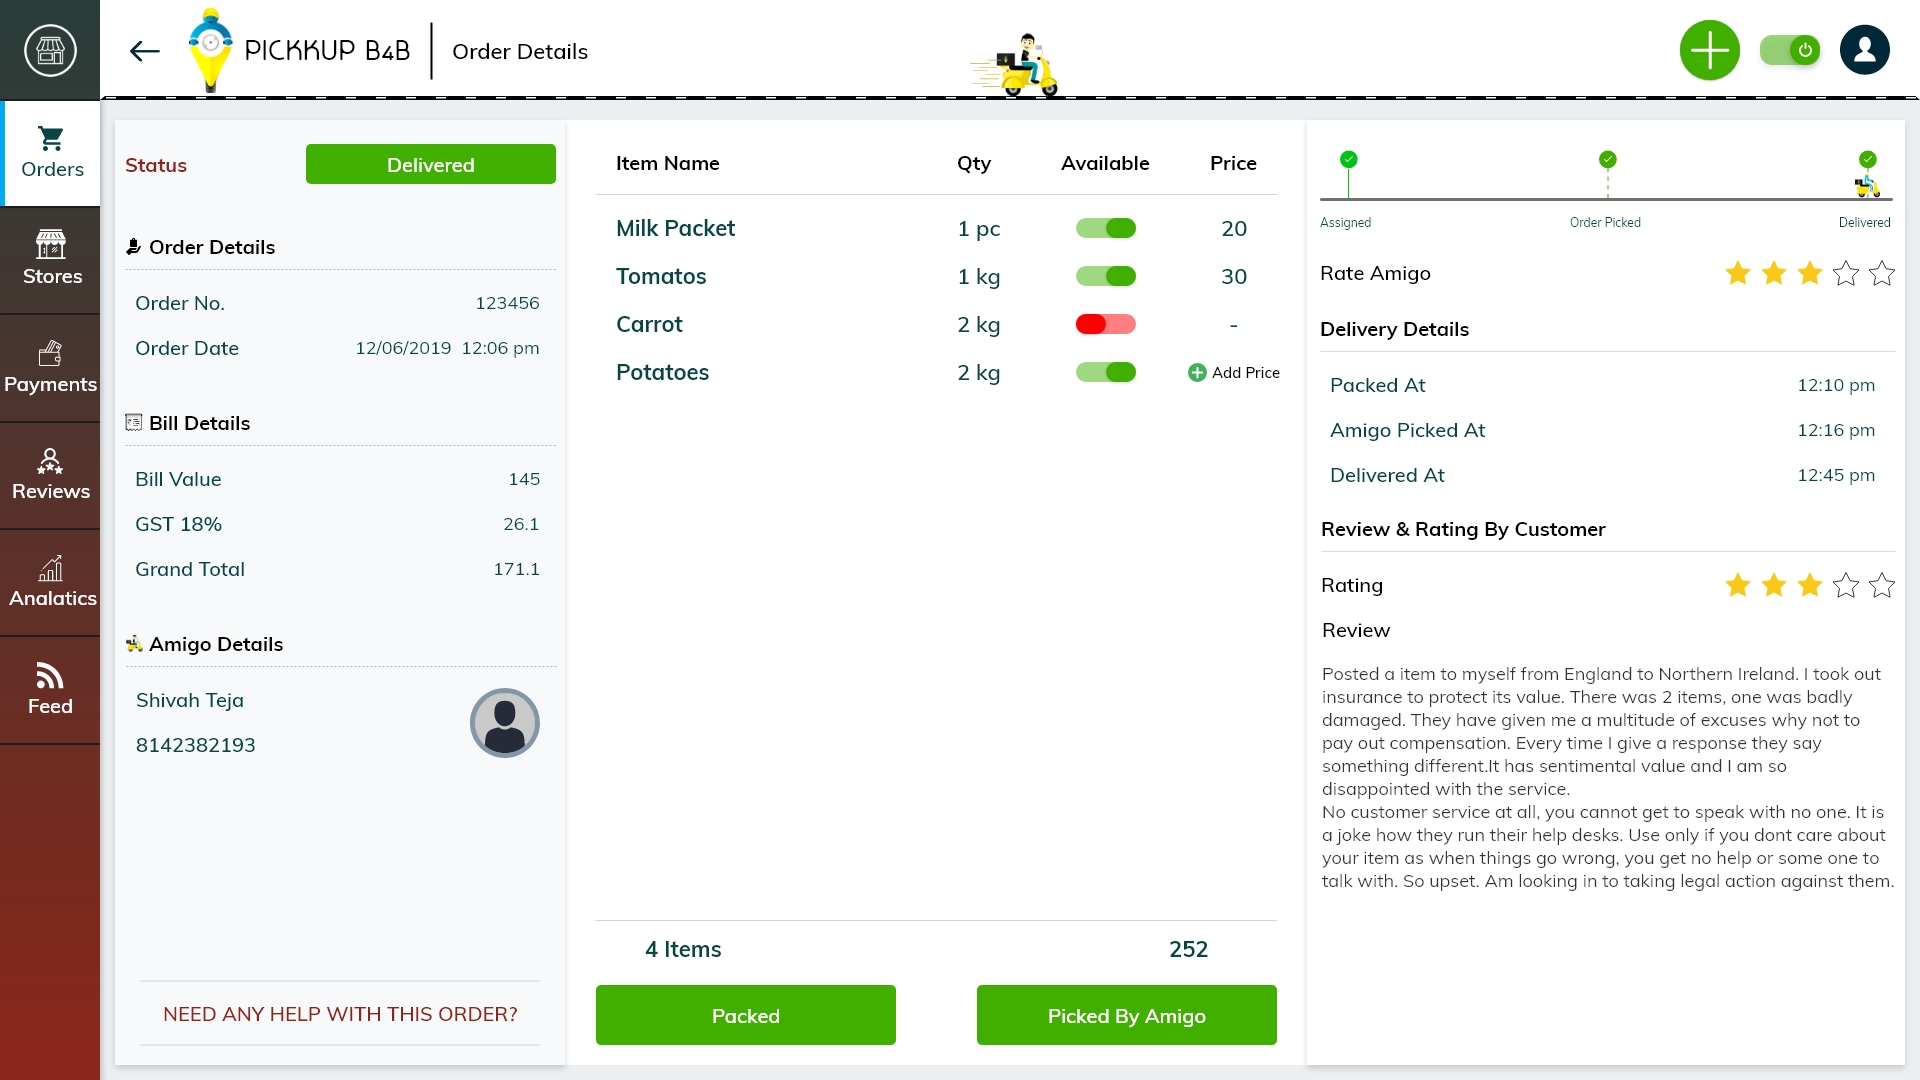 PICKKUP B4B
Order Details
Orders
Stores
Payments
Reviews
Analatics
Feed
Status
Delivered
Order Details
Order No. 123456
Order Date 12/06/2019 12:06 pm
Bill Details
Bill Value 145
GST 18% 26.1
Grand Total 171.1
Amigo Details
Shivah Teja
8142382193
NEED ANY HELP WITH THIS ORDER?
Item Name Qty Available Price
Milk Packet 1 pc 20
Tomatos 1 kg 30
Carrot 2 kg -
Potatoes 2 kg Add Price
4 Items 252
Packed
Picked By Amigo
Assigned Order Picked Delivered
Rate Amigo
Delivery Details
Packed At 12:10 pm
Amigo Picked At 12:16 pm
Delivered At 12:45 pm
Review & Rating By Customer
Rating
Review
Posted a item to myself from England to Northern Ireland. I took out
insurance to protect its value. There was 2 items, one was badly
damaged. They have given me a multitude of excuses why not to
pay out compensation. Every time I give a response they say
something different.It has sentimental value and I am so
disappointed with the service.
No customer service at all, you cannot get to speak with no one. It is
a joke how they run their help desks. Use only if you dont care about
your item as when things go wrong, you get no help or some one to
talk with. So upset. Am looking in to taking legal action against them.